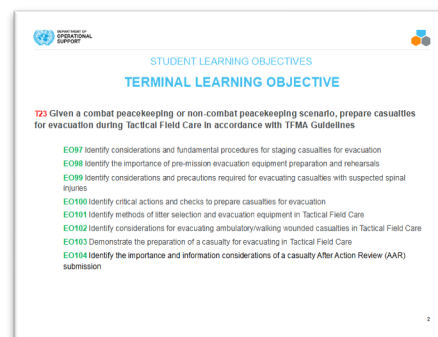 DEPARTMENT OF
OPERATIONAL
SUPPORT
STUDENT LEARNING OBJECTIVES
TERMINAL LEARNING OBJECTIVE
T23 Given a combat peacekeeping or non-combat peacekeeping scenario, prepare casualties
for evacuation during Tactical Field Care in accordance with TFMA Guidelines
EO97 Identify considerations and fundamental procedures for staging casualties for evacuation
EO98 Identify the importance of pre-mission evacuation equipment preparation and rehearsals
EO99 Identify considerations and precautions required for evacuating casualties with suspected spinal
injuries
EO100 Identify critical actions and checks to prepare casualties for evacuation
EO101 Identify methods of litter selection and evacuation equipment in Tactical Field Care
EO102 Identify considerations for evacuating ambulatory/walking wounded casualties in Tactical Field Care
EO103 Demonstrate the preparation of a casualty for evacuating in Tactical Field Care
EO104 Identify the importance and information considerations of a casualty After Action Review (AAR)
submission
2